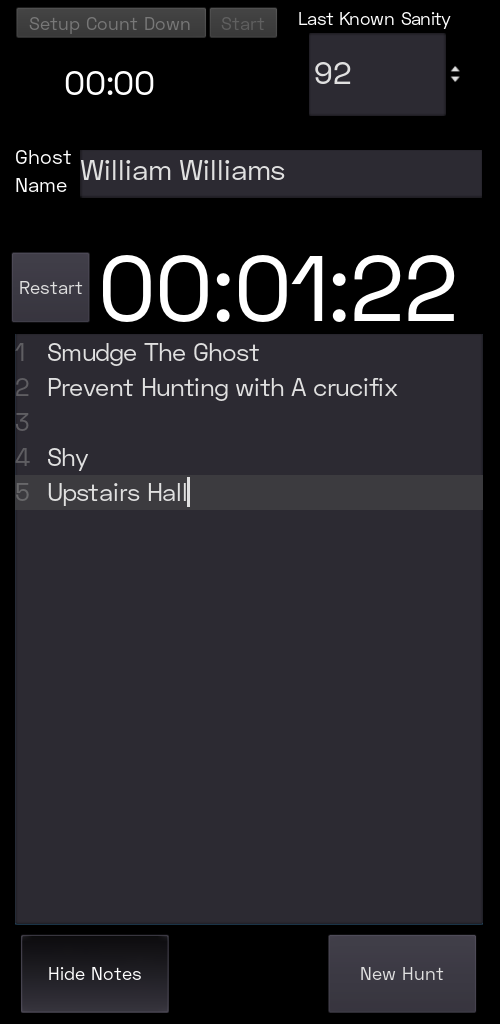 Setup Count Down Start
Last Known Sanity
00:00
92
Ghost Name
William Williams
Restart
00:01:22
1 Smudge The Ghost
2 Prevent Hunting with A crucifix
3
4 Shy
5 Upstairs Hall
Hide Notes
New Hunt